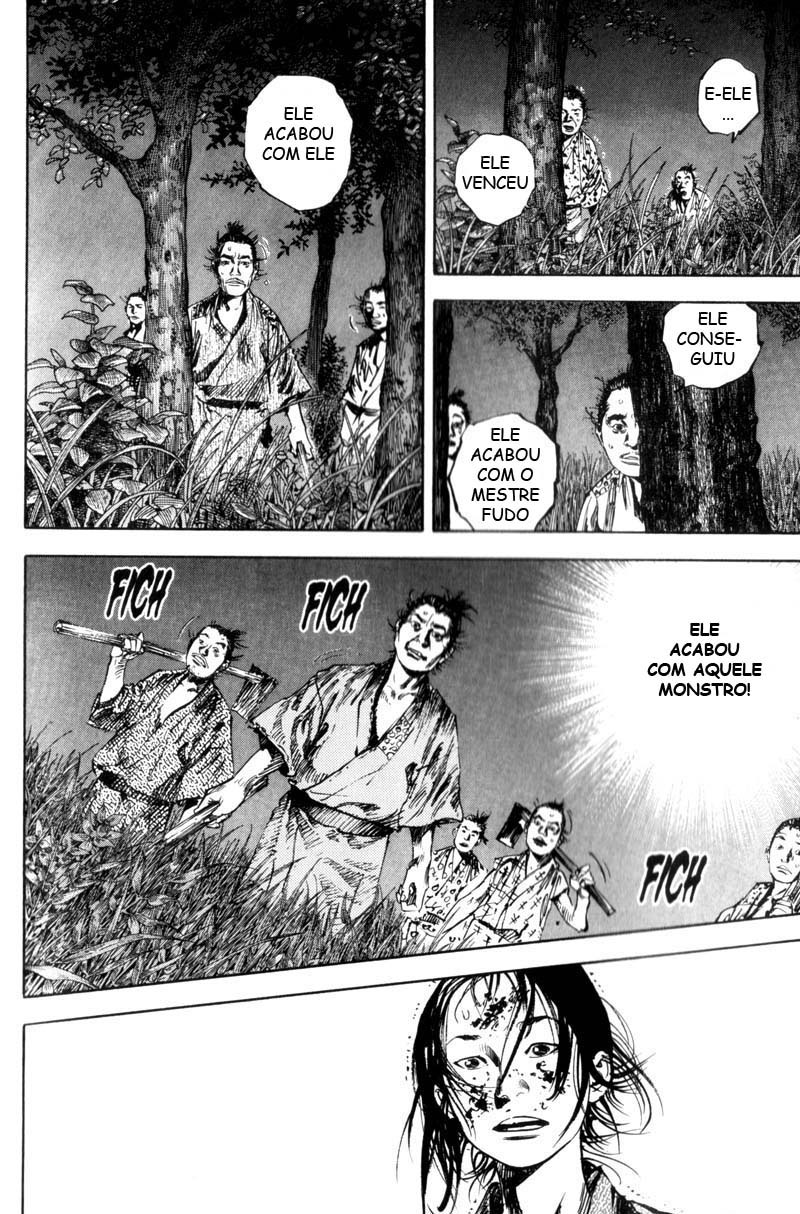 E-ELE
...
ELE
VENCEU
ELE
ACABOU
COM ELE
ELE
CONSE-
GUIU
ELE
ACABOU
COM O
MESTRE
FUDO
ELE
ACABOU
COM AQUELE
MONSTRO!
FICH
FICH
FICH